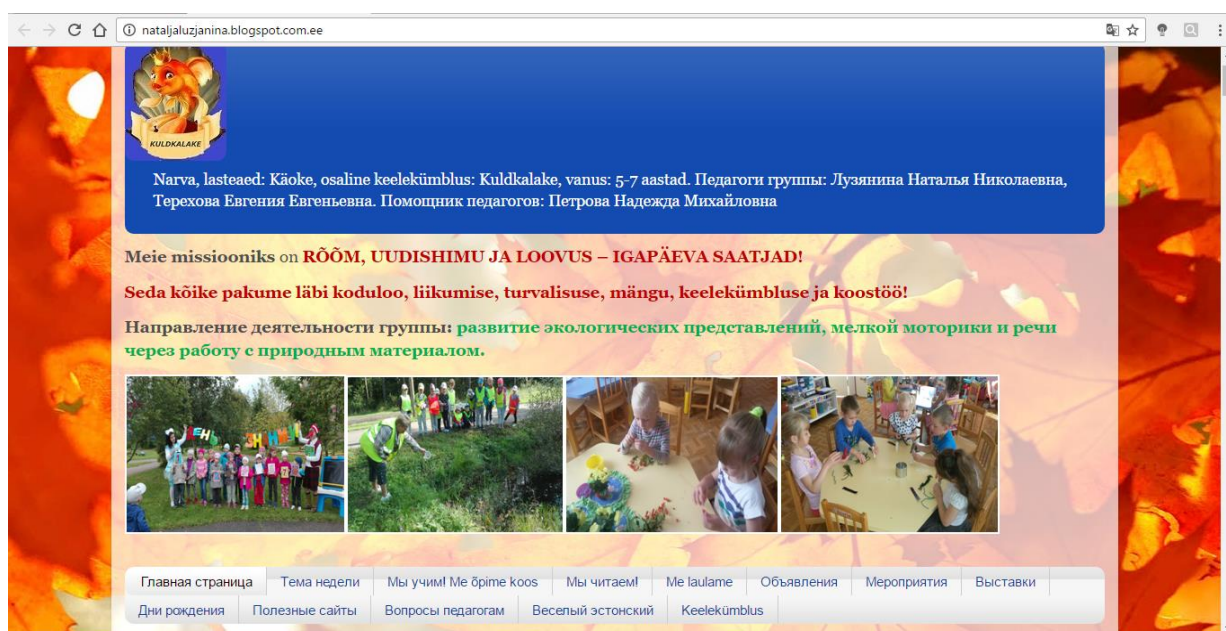 nataljaluzjanina.blogspot.com.ee
KULDKALAKE
Narva, lasteaed: Käoke, osaline keelekümblus: Kuldkalake, vanus: 5-7 aastad. Педагоги группы: Лузянина Наталья Николаевна,
Терехова Евгения Евгеньевна. Помощник педагогов: Петрова Надежда Михайловна
Meie missiooniks on RÕÕM, UUDISHIMU JA LOOVUS – IGAPÄEVA SAATJAD!
Seda kõike pakume läbi koduloo, liikumise, turvalisuse, mängu, keelekümbluse ja koostöö!
Направление деятельности группы: развитие экологических представлений, мелкой моторики и речи
через работу с природным материалом.
Главная страница Тема недели Мы учим! Me õpime koos Мы читаем! Me laulame Объявления Мероприятия Выставки
Дни рождения Полезные сайты Вопросы педагогам Веселый эстонский Keelekümblus